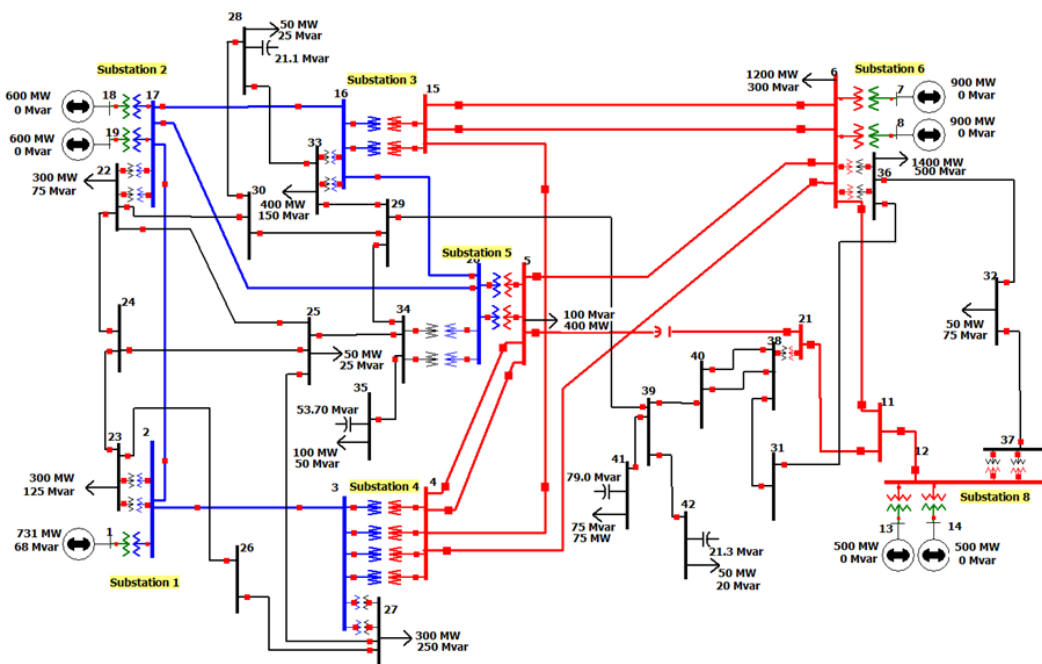 28
50 MW
25 Mvar
21.1 Mvar
Substation 2
Substation 3
Substation 6
600 MW
0 Mvar
18
17
16
15
6
1200 MW
300 Mvar
7
900 MW
0 Mvar
600 MW
0 Mvar
19
8
900 MW
0 Mvar
22
300 MW
75 Mvar
33
400 MW
150 Mvar
36
1400 MW
500 Mvar
30
29
Substation 5
20
5
32
50 MW
75 Mvar
24
25
34
100 Mvar
400 MW
21
50 MW
25 Mvar
38
40
35
53.70 Mvar
100 MW
50 Mvar
39
11
23
2
300 MW
125 Mvar
41
31
12
37
79.0 Mvar
75 Mvar
75 MW
3
Substation 4
4
42
Substation 8
731 MW
68 Mvar
1
13
14
500 MW
0 Mvar
500 MW
0 Mvar
21.3 Mvar
50 MW
20 Mvar
Substation 1
26
27
300 MW
250 Mvar